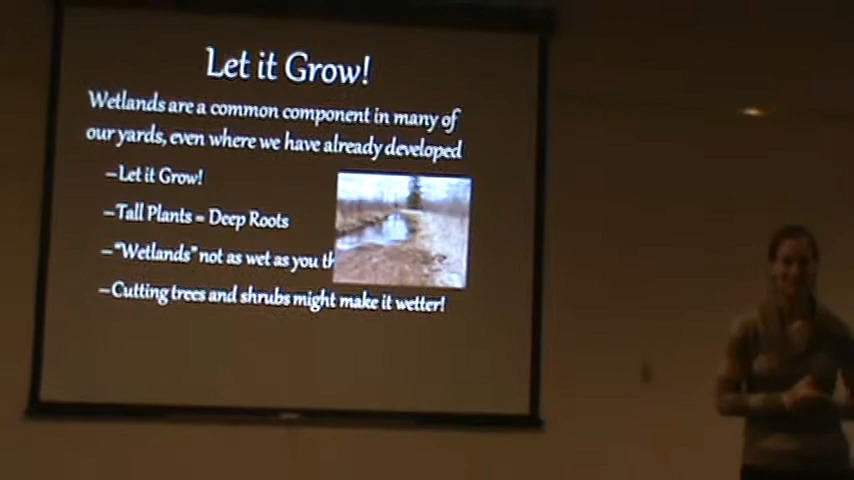 Let it Grow!
Wetlands are a common component in many of
our yards, even where we have already developed
–Let it Grow!
–Tall Plants = Deep Roots
–"Wetlands" not as wet as you th
–Cutting trees and shrubs might make it wetter!